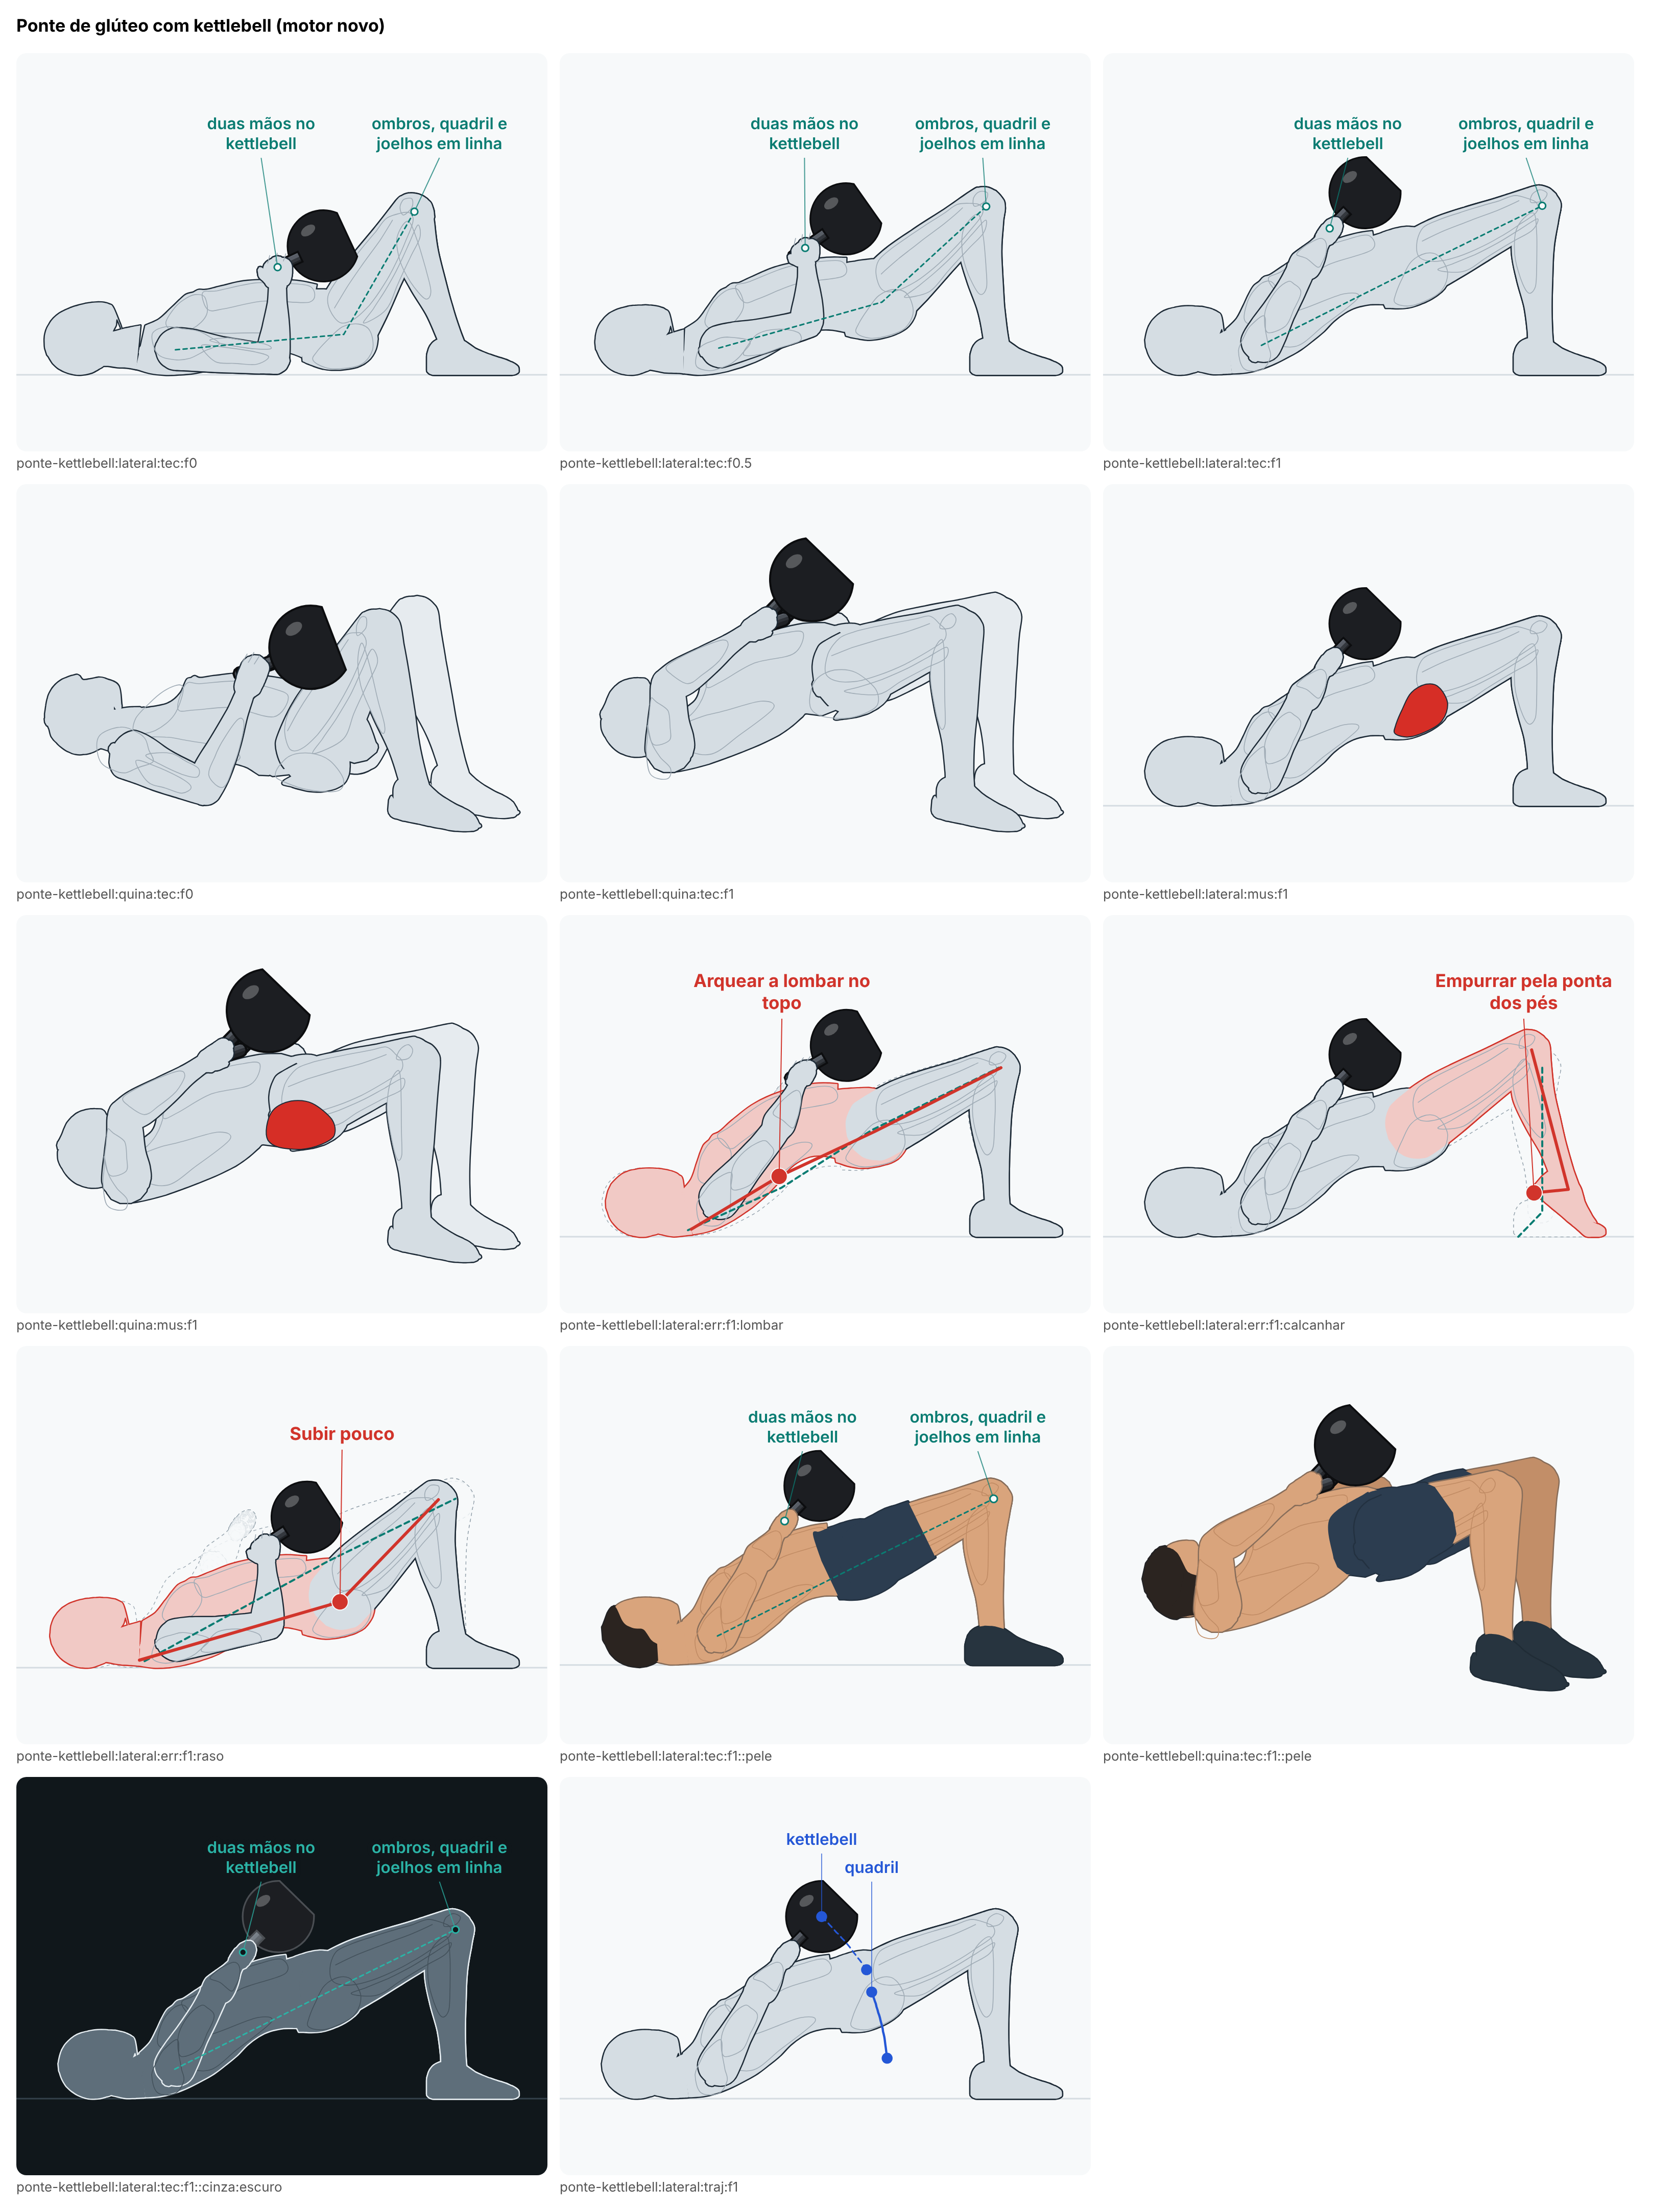 Ponte de glúteo com kettlebell (motor novo)
duas mãos no
kettlebell
ombros, quadril e
joelhos em linha
ponte-kettlebell:lateral:tec:f0
duas mãos no
kettlebell
ombros, quadril e
joelhos em linha
ponte-kettlebell:lateral:tec:f0.5
duas mãos no
kettlebell
ombros, quadril e
joelhos em linha
ponte-kettlebell:lateral:tec:f1
ponte-kettlebell:quina:tec:f0
ponte-kettlebell:quina:tec:f1
ponte-kettlebell:lateral:mus:f1
ponte-kettlebell:quina:mus:f1
Arquear a lombar no
topo
ponte-kettlebell:lateral:err:f1:lombar
Empurrar pela ponta
dos pés
ponte-kettlebell:lateral:err:f1:calcanhar
Subir pouco
ponte-kettlebell:lateral:err:f1:raso
duas mãos no
kettlebell
ombros, quadril e
joelhos em linha
ponte-kettlebell:lateral:tec:f1::pele
ponte-kettlebell:quina:tec:f1::pele
duas mãos no
kettlebell
ombros, quadril e
joelhos em linha
ponte-kettlebell:lateral:tec:f1::cinza:escuro
kettlebell
quadril
ponte-kettlebell:lateral:traj:f1